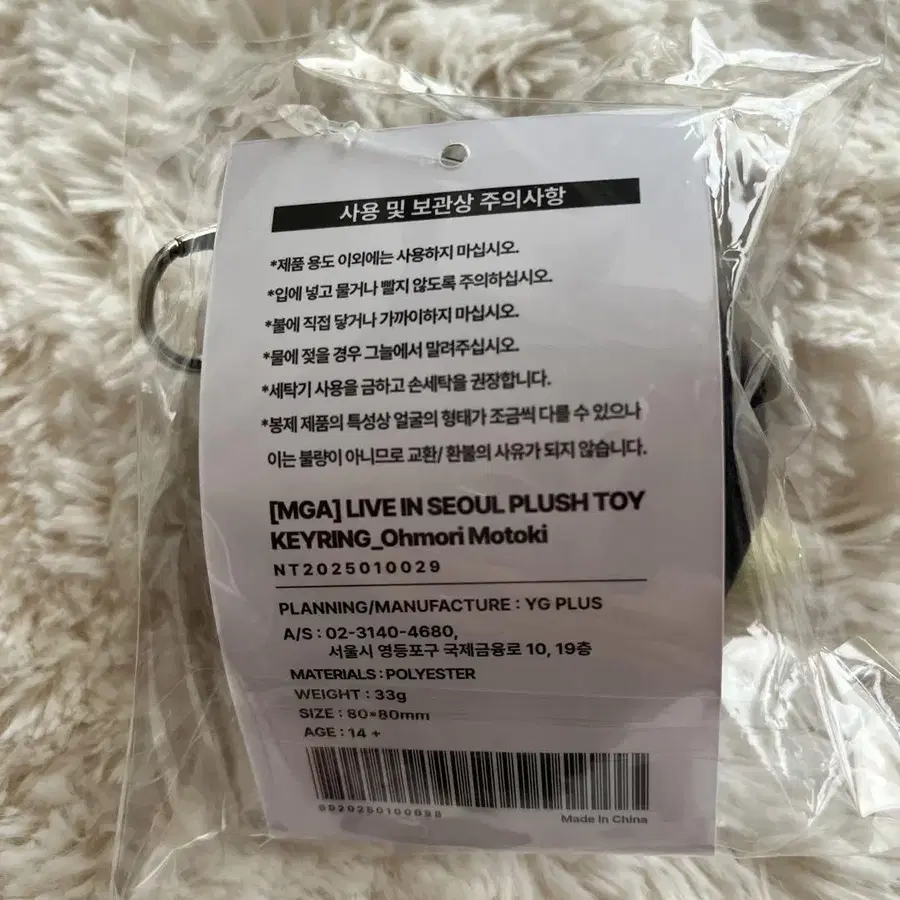 사용 및 보관상 주의사항
*제품 용도 이외에는 사용하지 마십시오.
*입에 넣고 물거나 빨지 않도록 주의하십시오.
*불에 직접 닿거나 가까이하지 마십시오.
*물에 젖을 경우 그늘에서 말려주십시오.
*세탁기 사용을 금하고 손세탁을 권장합니다.
*봉제 제품의 특성상 얼굴의 형태가 조금씩 다를 수 있으나
이는 불량이 아니므로 교환/ 환불의 사유가 되지 않습니다.
[MGA] LIVE IN SEOUL PLUSH TOY
KEYRING_Ohmori Motoki
NT2025010029
PLANNING/MANUFACTURE : YG PLUS
A/S : 02-3140-4680,
서울시 영등포구 국제금융로 10, 19층
MATERIALS : POLYESTER
WEIGHT : 33g
SIZE : 80*80mm
AGE : 14 +
Made In China